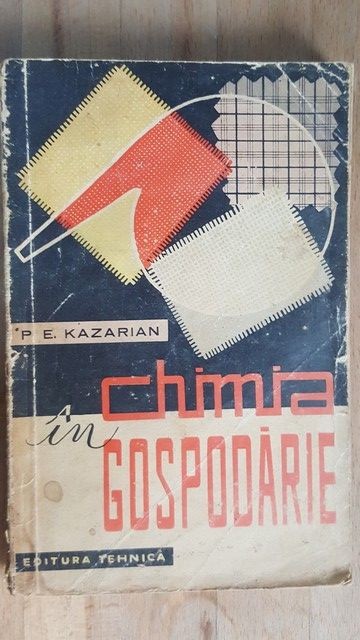 P. E. KAZARIAN
chimia
în
GOSPODĂRIE
EDITURA TEHNICĂ